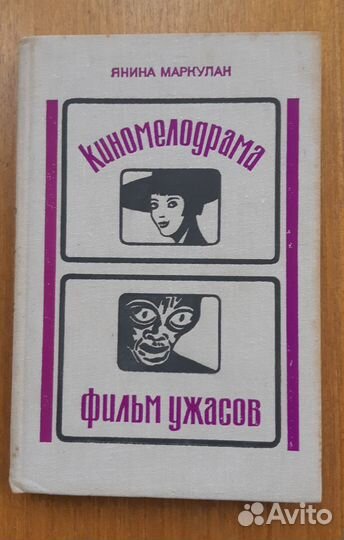 ЯНИНА МАРКУЛАН
киномелодрама
фильм ужасов
Avito